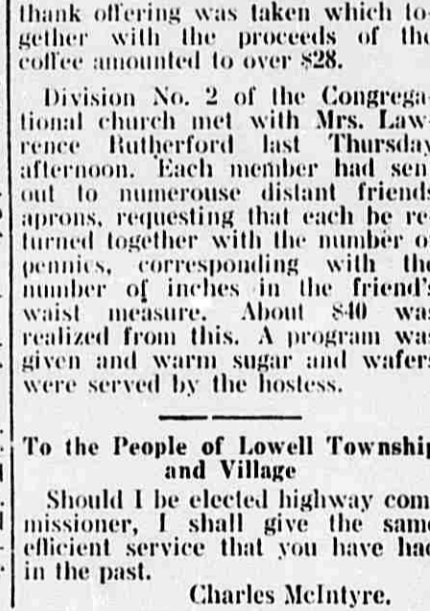 thank offering was taken which to-
gether with the proceeds of the
coffee amounted to over $28.
Division No. 2 of the Congrega-
tional church met with Mrs. Law-
rence Rutherford last Thursday
afternoon. Each member had sen
out to numerouse distant friends
aprons, requesting that each be re-
turned together with the number o
pennies, corresponding with the
number of inches in the friend's
waist measure. About $40 was
realized from this. A program was
given and warm sugar and wafers
were served by the hostess.
To the People of Lowell Township
and Village
Should I be elected highway com-
missioner, I shall give the same
efficient service that you have had
in the past.
Charles McIntyre.